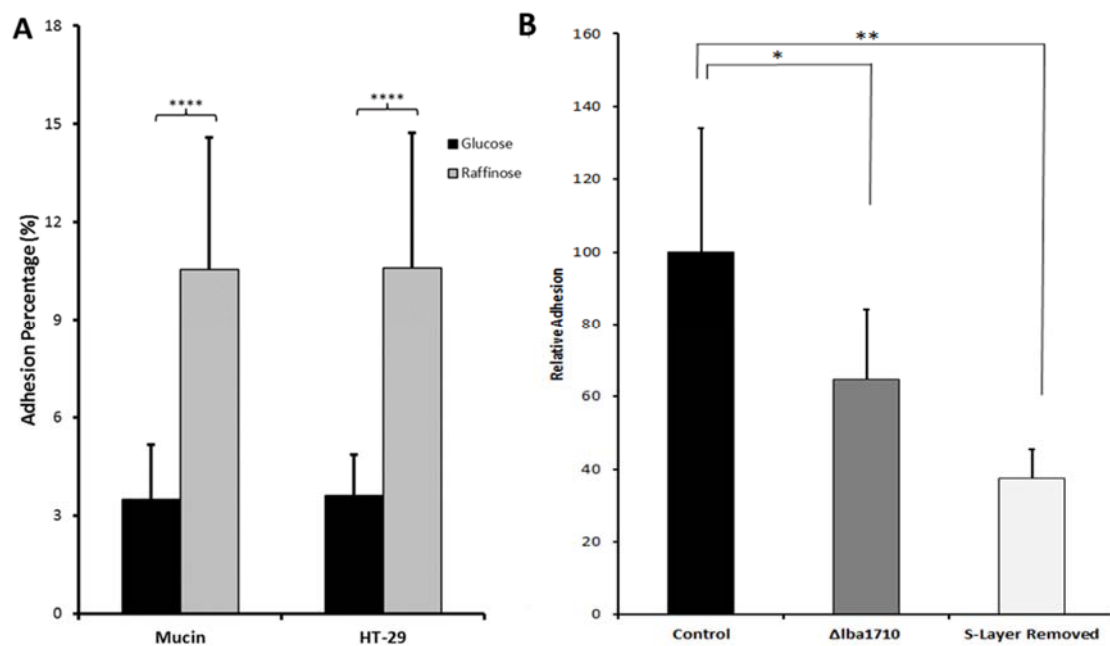 A
18
15
12
9
6
3
0
Adhesion Percentage (%)
****
****
Glucose
Raffinose
Mucin
HT-29
B
160
140
120
100
80
60
40
20
0
Relative Adhesion
**
*
Control
Δlba1710
S-Layer Removed